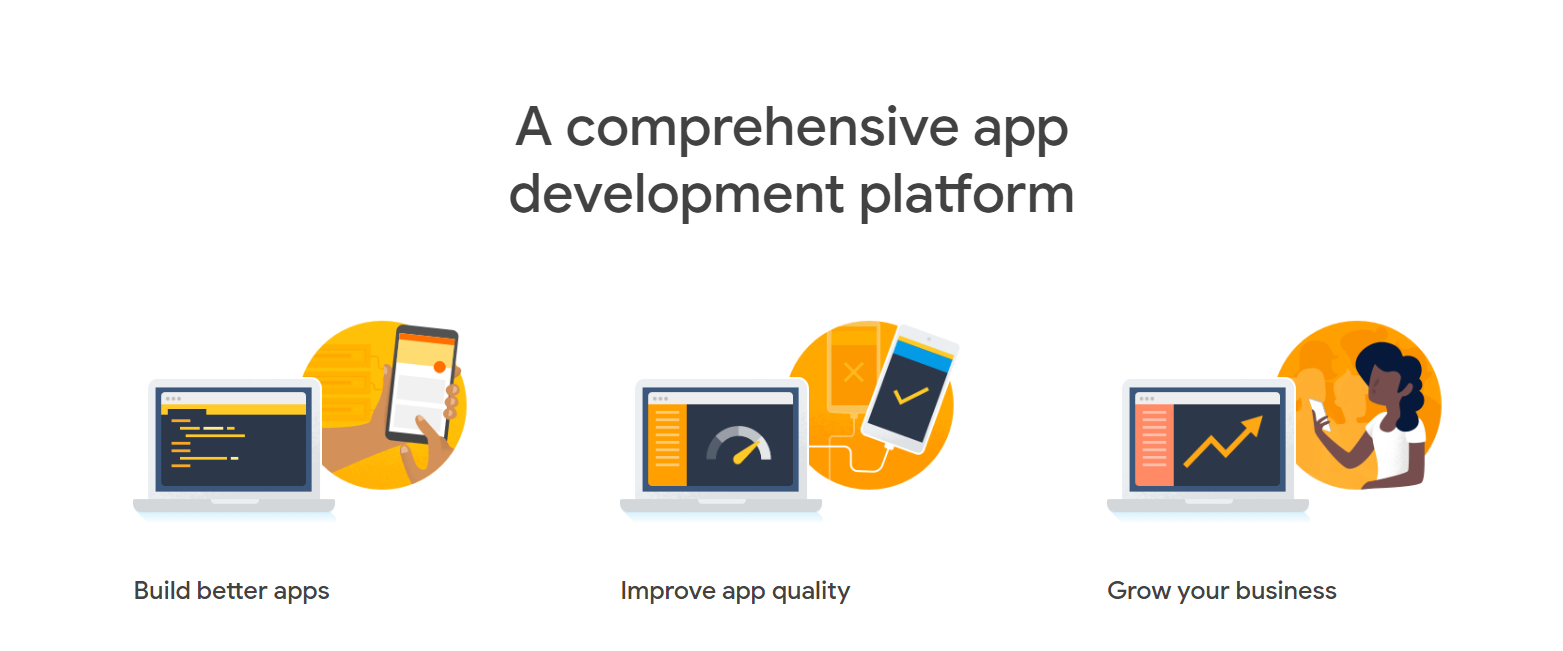 A comprehensive app
development platform
Build better apps
Improve app quality
Grow your business